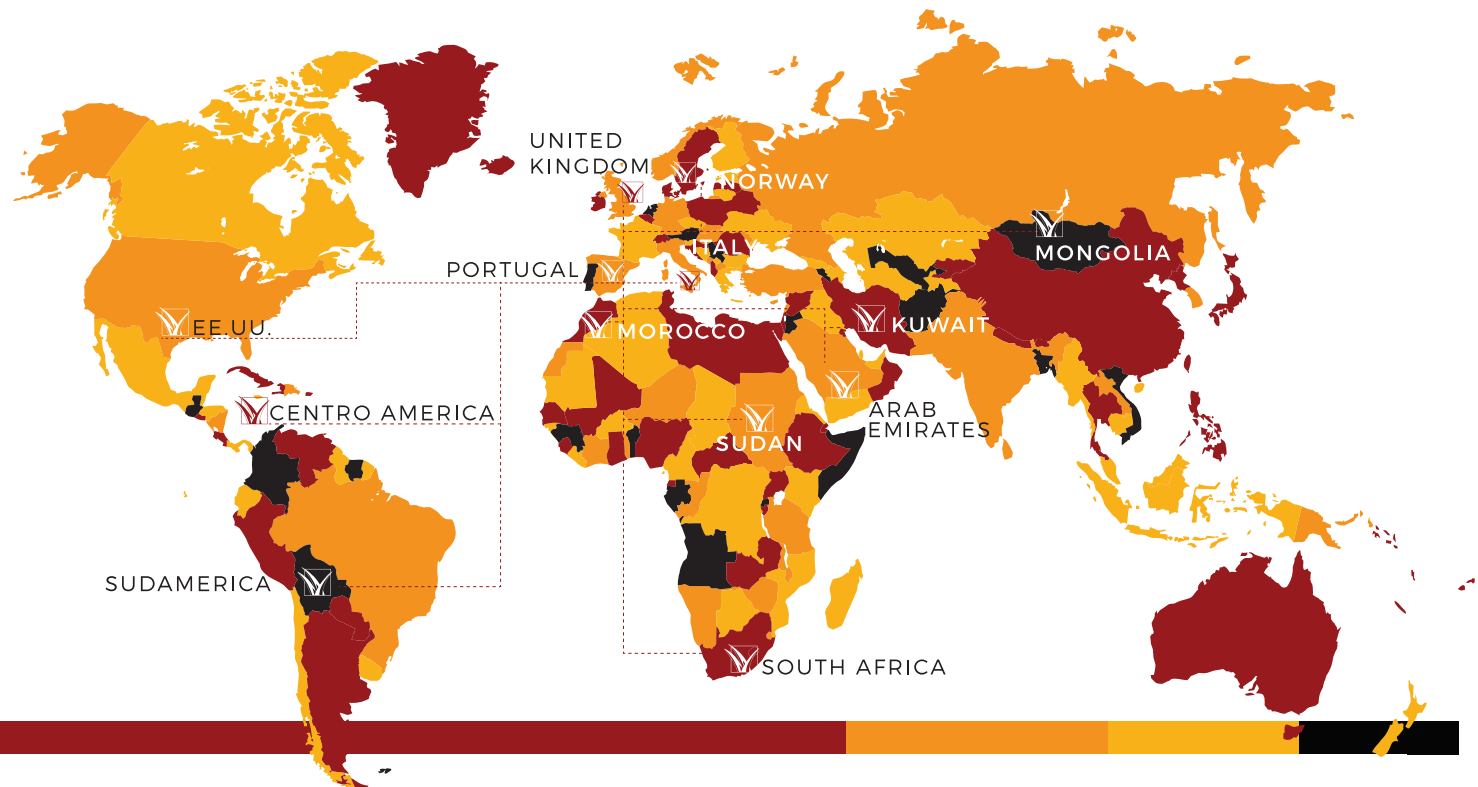 UNITED
KINGDOM
NORWAY
ITALY
MONGOLIA
PORTUGAL
EE.UU.
MOROCCO
KUWAIT
CENTRO AMERICA
ARAB
EMIRATES
SUDAN
SUDAMERICA
SOUTH AFRICA